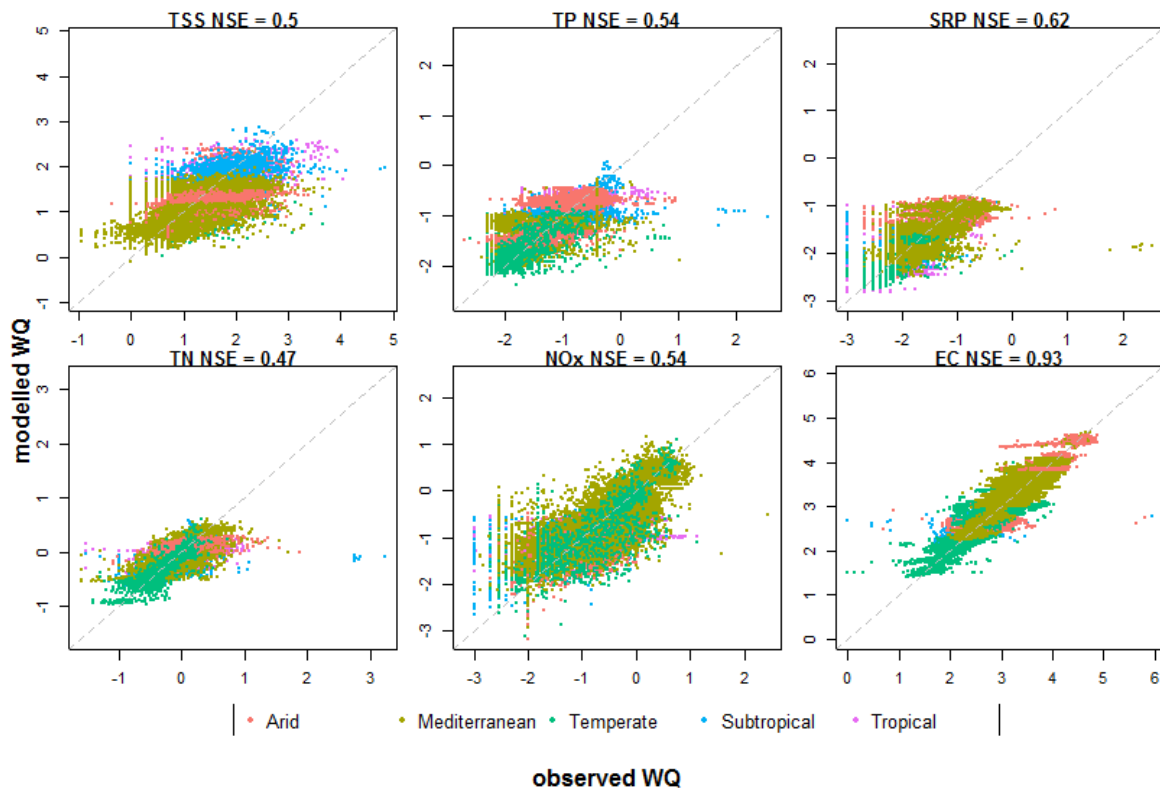 TSS NSE = 0.5
TP NSE = 0.54
SRP NSE = 0.62
5
4
3
2
1
0
-1
2
1
0
-1
-2
2
1
0
-1
-2
-3
-1 0 1 2 3 4 5
-2 -1 0 1 2
-3 -2 -1 0 1 2
TN NSE = 0.47
NOx NSE = 0.54
EC NSE = 0.93
modelled WQ
3
2
1
0
-1
2
1
0
-1
-2
-3
6
5
4
3
2
1
0
-1 0 1 2 3
-3 -2 -1 0 1 2
0 1 2 3 4 5 6
Arid Mediterranean Temperate Subtropical Tropical
observed WQ